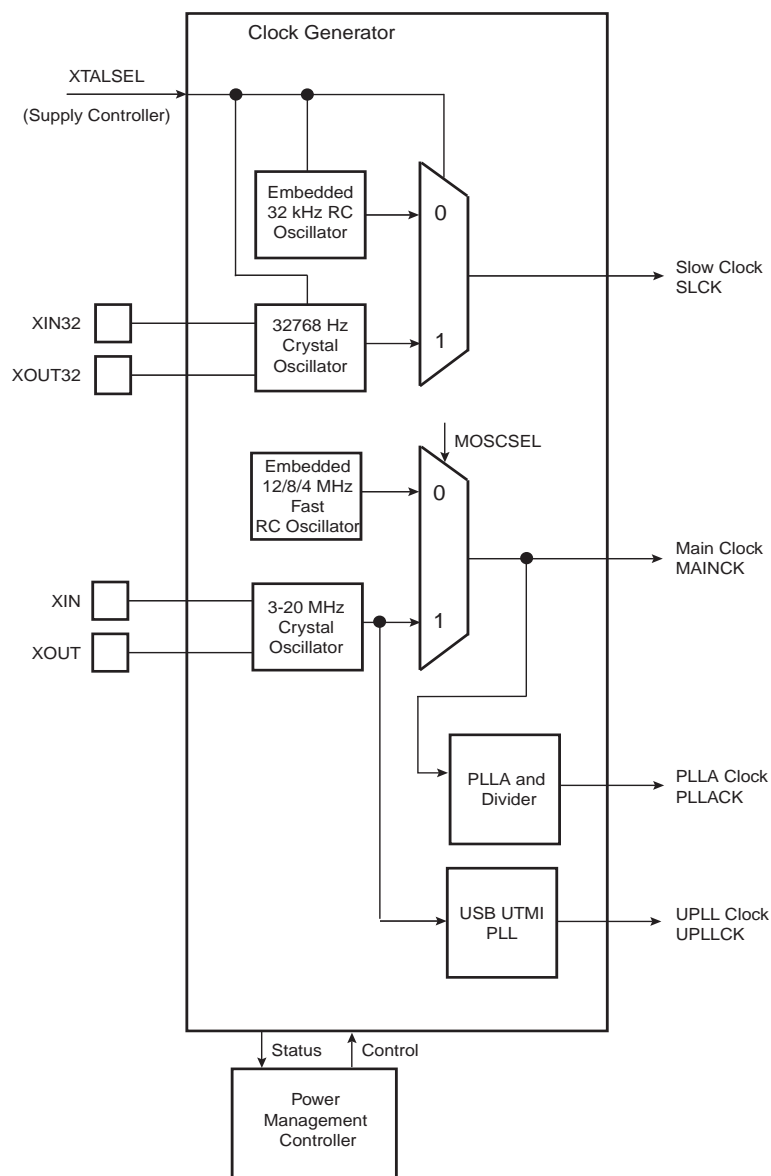 Clock Generator
XTALSEL
(Supply Controller)
Embedded
32 kHz RC
Oscillator
0
Slow Clock
SLCK
XIN32
32768 Hz
Crystal
Oscillator
1
XOUT32
MOSCSEL
Embedded
12/8/4 MHz
Fast
RC Oscillator
0
Main Clock
MAINCK
XIN
3-20 MHz
Crystal
Oscillator
1
XOUT
PLLA and
Divider
PLLA Clock
PLLACK
USB UTMI
PLL
UPLL Clock
UPLLCK
Status
Control
Power
Management
Controller